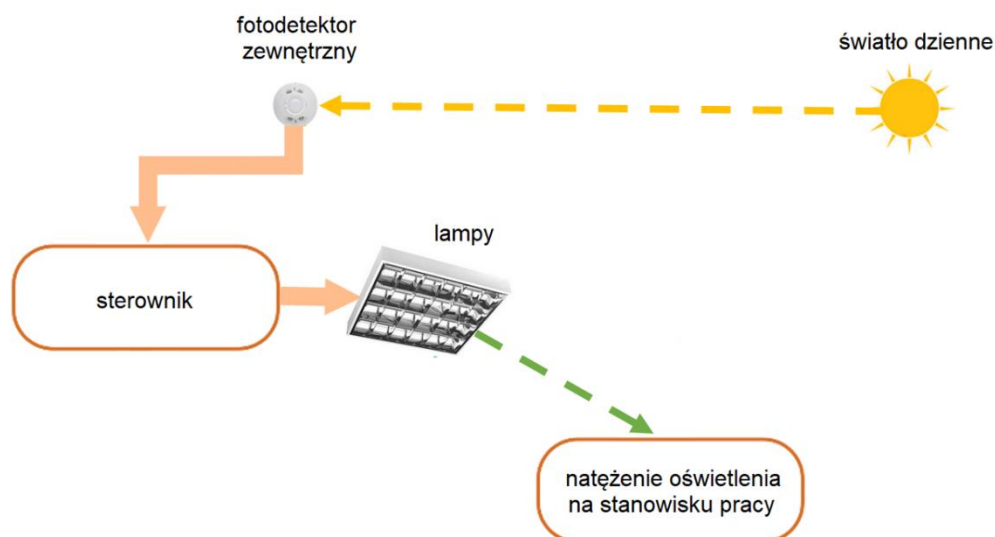 fotodetektor
zewnętrzny
światło dzienne
lampy
sterownik
natężenie oświetlenia
na stanowisku pracy